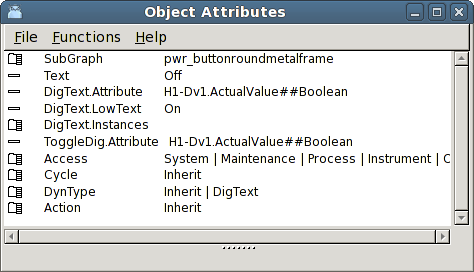 Object Attributes
File Functions Help
SubGraph pwr_buttonroundmetalframe
Text Off
DigText.Attribute H1-Dv1.ActualValue##Boolean
DigText.LowText On
DigText.Instances
ToggleDig.Attribute H1-Dv1.ActualValue##Boolean
Access System | Maintenance | Process | Instrument |
Cycle Inherit
DynType Inherit | DigText
Action Inherit